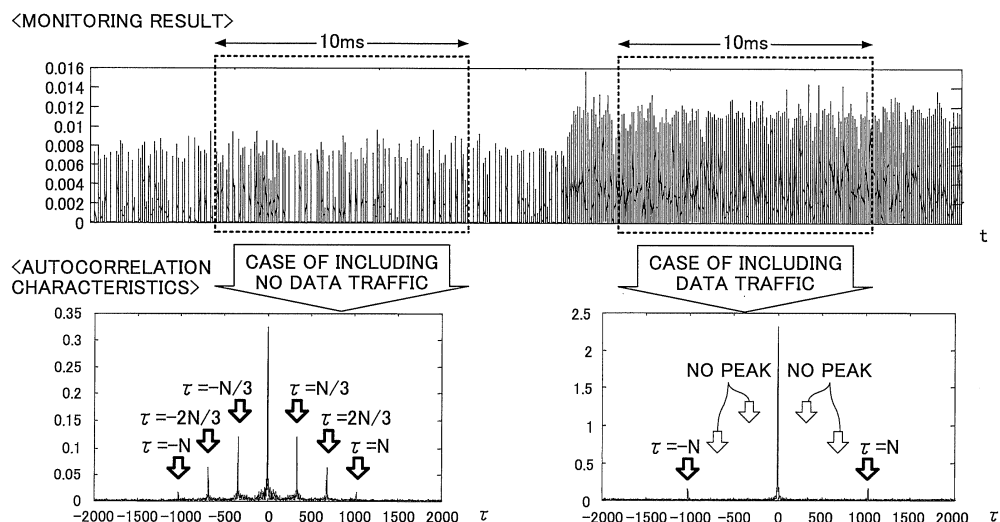 <MONITORING RESULT>
10ms 10ms
0.016
0.014
0.012
0.01
0.008
0.006
0.004
0.002
0
t
<AUTOCORRELATION
CHARACTERISTICS>
CASE OF INCLUDING
NO DATA TRAFFIC
CASE OF INCLUDING
DATA TRAFFIC
0.35
0.3
0.25
0.2
0.15
0.1
0.05
0
τ=-N/3 τ=N/3
τ=-2N/3 τ=2N/3
τ=-N τ=N
-2000 -1500 -1000 -500 0 500 1000 1500 2000 τ
2.5
2
1.5
1
0.5
0
NO PEAK NO PEAK
τ=-N τ=N
-2000 -1500 -1000 -500 0 500 1000 1500 2000 τ